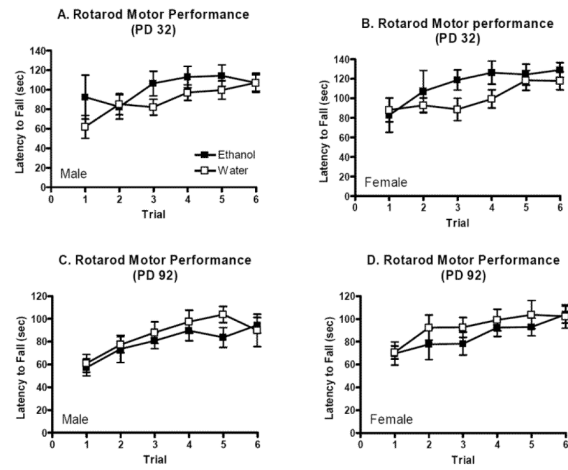 A. Rotarod Motor Performance
(PD 32)
Latency to Fall (sec)
140
120
100
80
60
40
20
0
Ethanol
Water
Male
0 1 2 3 4 5 6
Trial
B. Rotarod Motor performance
(PD 32)
Latency to Fall (sec)
140
120
100
80
60
40
20
0
Female
0 1 2 3 4 5 6
Trial
C. Rotarod Motor Performance
(PD 92)
Latency to Fall (sec)
120
100
80
60
40
20
0
Male
0 1 2 3 4 5 6
Trial
D. Rotarod Motor Performance
(PD 92)
Latency to Fall (sec)
120
100
80
60
40
20
0
Female
0 1 2 3 4 5 6
Trial